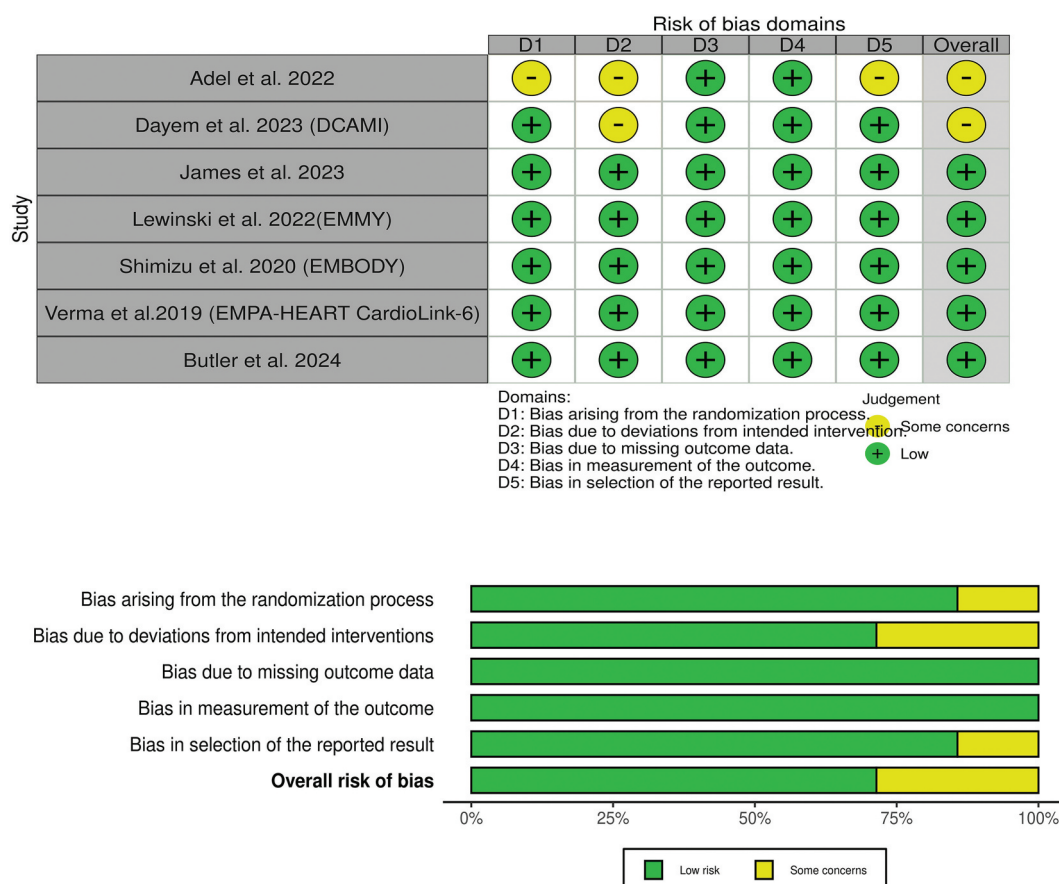 Risk of bias domains
D1 D2 D3 D4 D5 Overall
Study
Adel et al. 2022 - - + + - -
Dayem et al. 2023 (DCAMI) + - + + + -
James et al. 2023 + + + + + +
Lewinski et al. 2022(EMMY) + + + + + +
Shimizu et al. 2020 (EMBODY) + + + + + +
Verma et al.2019 (EMPA-HEART CardioLink-6) + + + + + +
Butler et al. 2024 + + + + + +
Domains:
D1: Bias arising from the randomization process.
D2: Bias due to deviations from intended intervention.
D3: Bias due to missing outcome data.
D4: Bias in measurement of the outcome.
D5: Bias in selection of the reported result.
Judgement
- Some concerns
+ Low
Bias arising from the randomization process
Bias due to deviations from intended interventions
Bias due to missing outcome data
Bias in measurement of the outcome
Bias in selection of the reported result
Overall risk of bias
0% 25% 50% 75% 100%
Low risk Some concerns